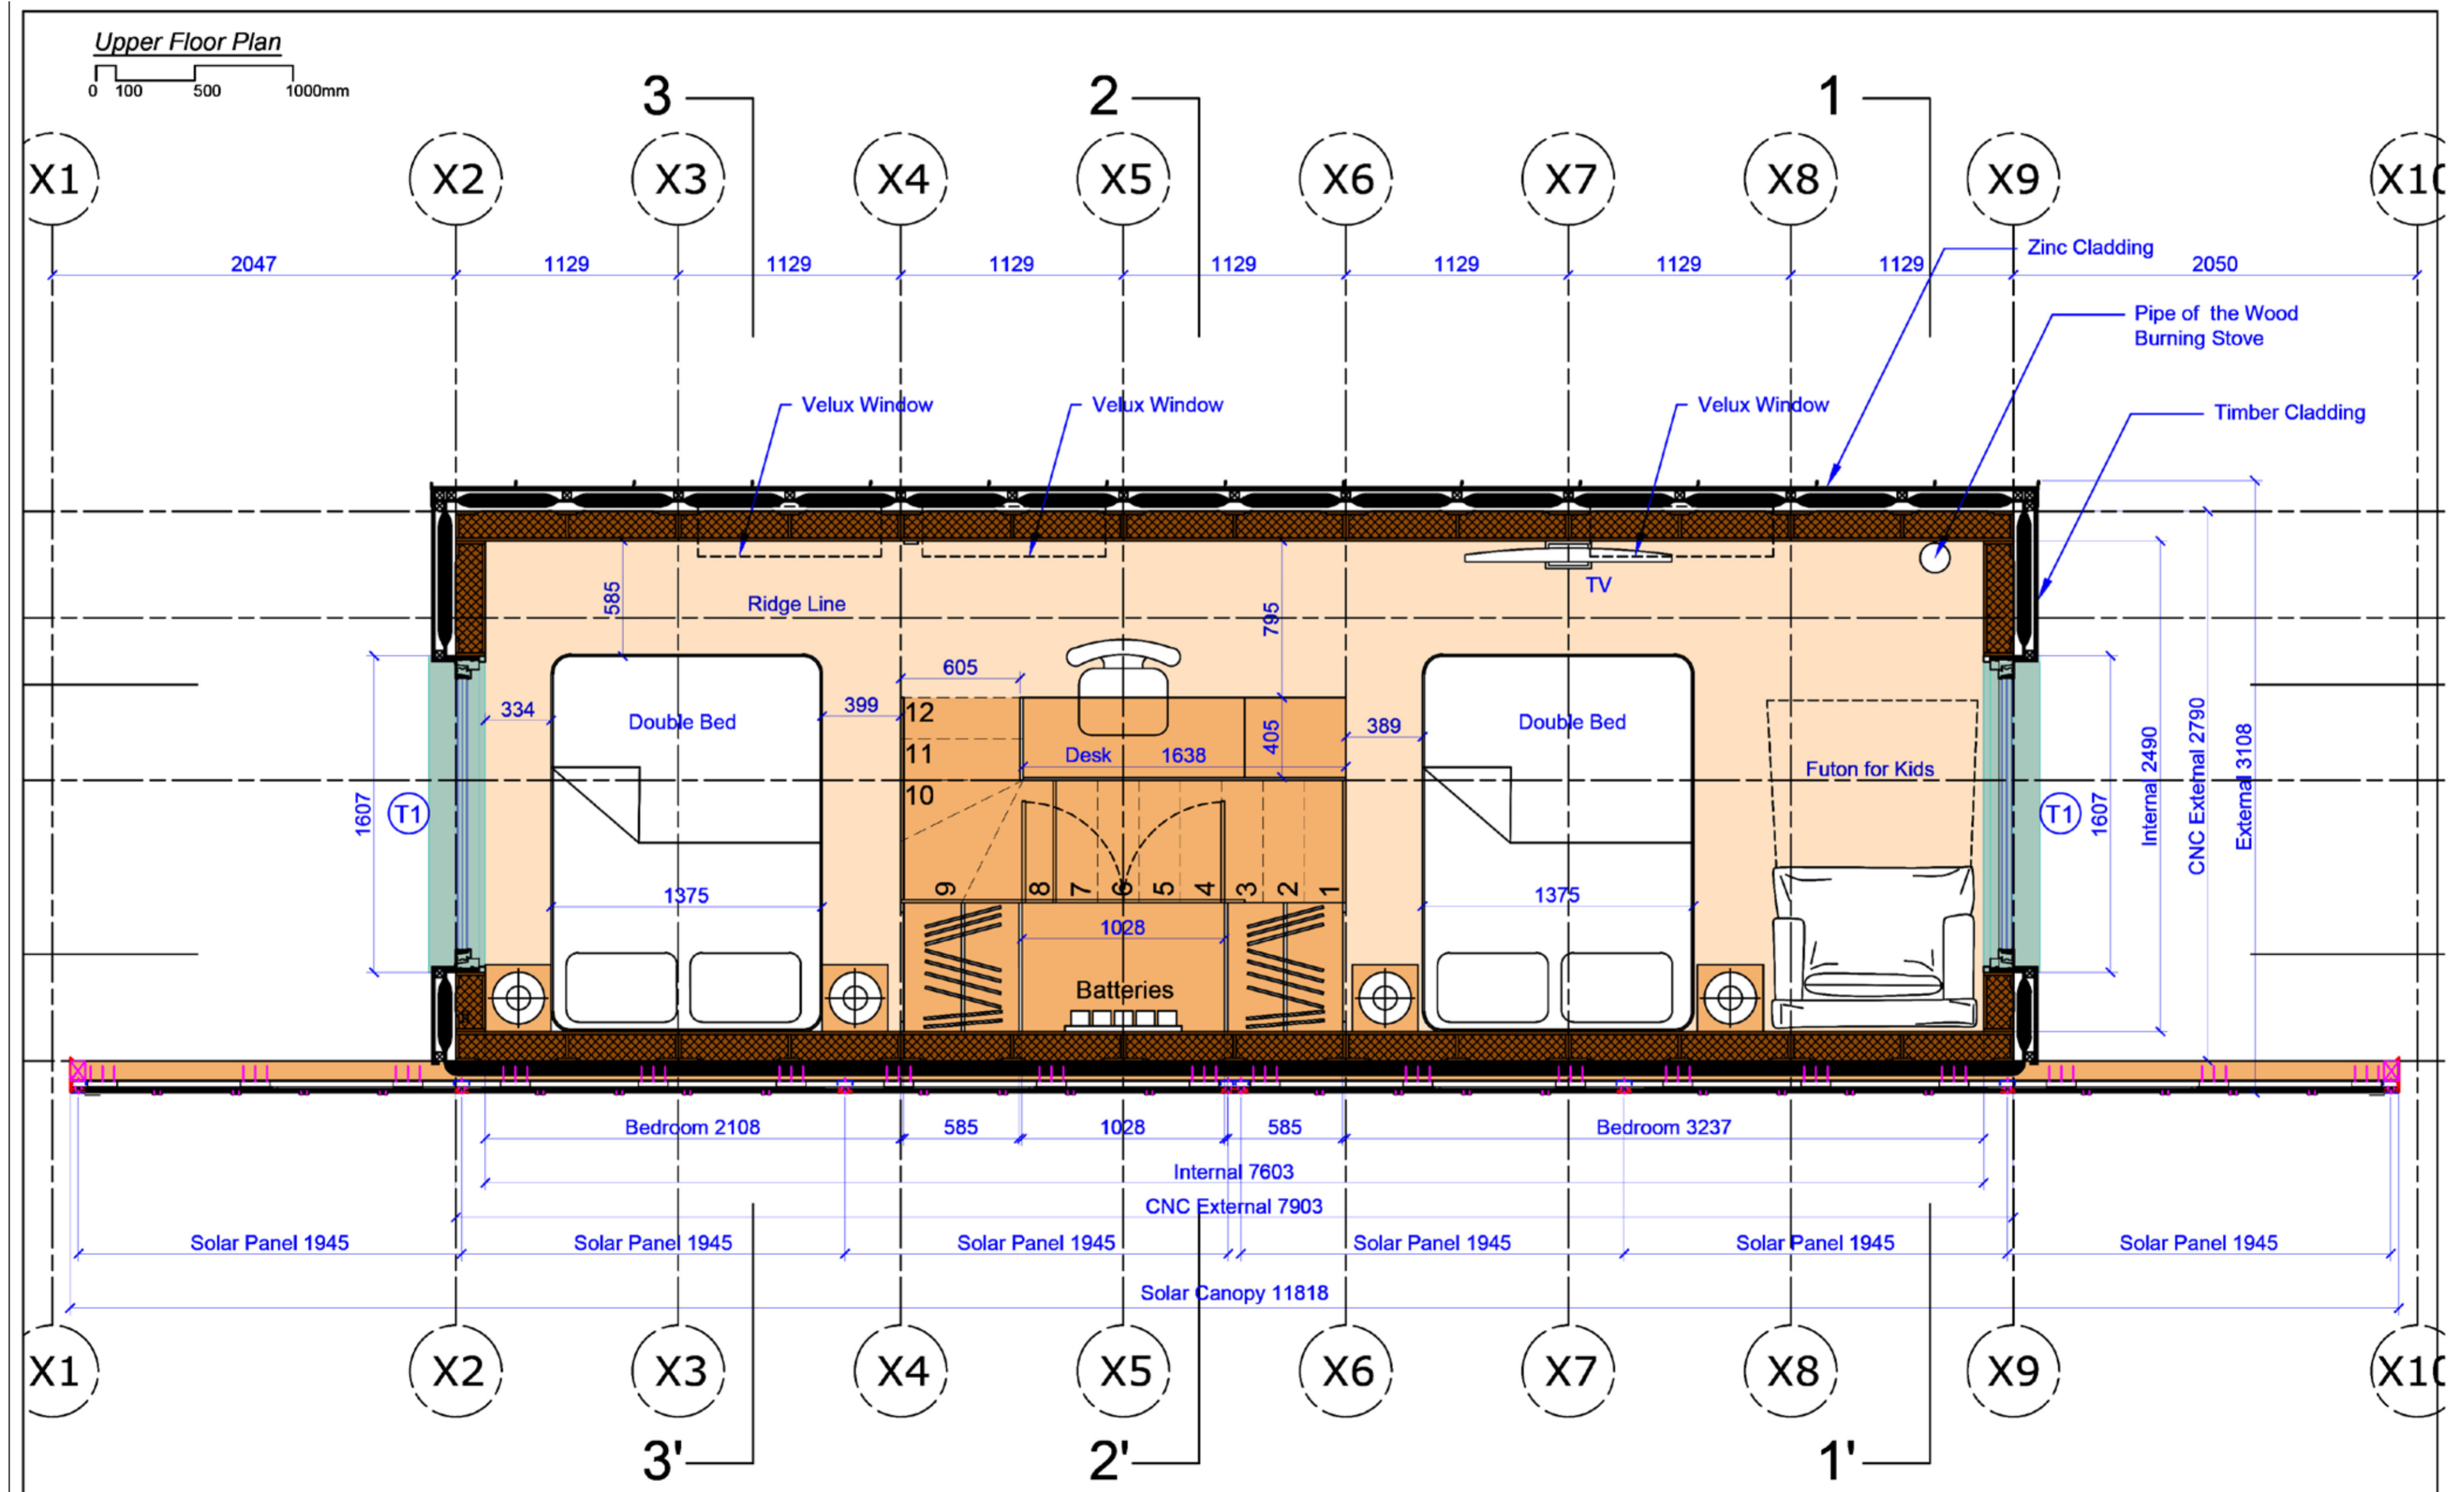 Upper Floor Plan
0 100 500 1000mm
3 2 1
X1 X2 X3 X4 X5 X6 X7 X8 X9 X10
2047 1129 1129 1129 1129 1129 1129 1129 2050
Zinc Cladding
Pipe of the Wood
Burning Stove
Velux Window
Velux Window
Velux Window
Timber Cladding
585
Ridge Line
795
TV
605
334
Double Bed
399
12
11
10
Desk 1638
405
389
Double Bed
Futon for Kids
1607
T1
T1
1607
Internal 2490
CNC External 2790
External 3108
1375
9 8 7 6 5 4 3 2 1
1375
1028
Batteries
Bedroom 2108 585 1028 585 Bedroom 3237
Internal 7603
CNC External 7903
Solar Panel 1945 Solar Panel 1945 Solar Panel 1945 Solar Panel 1945 Solar Panel 1945 Solar Panel 1945
Solar Canopy 11818
X1 X2 X3 X4 X5 X6 X7 X8 X9 X10
3' 2' 1'